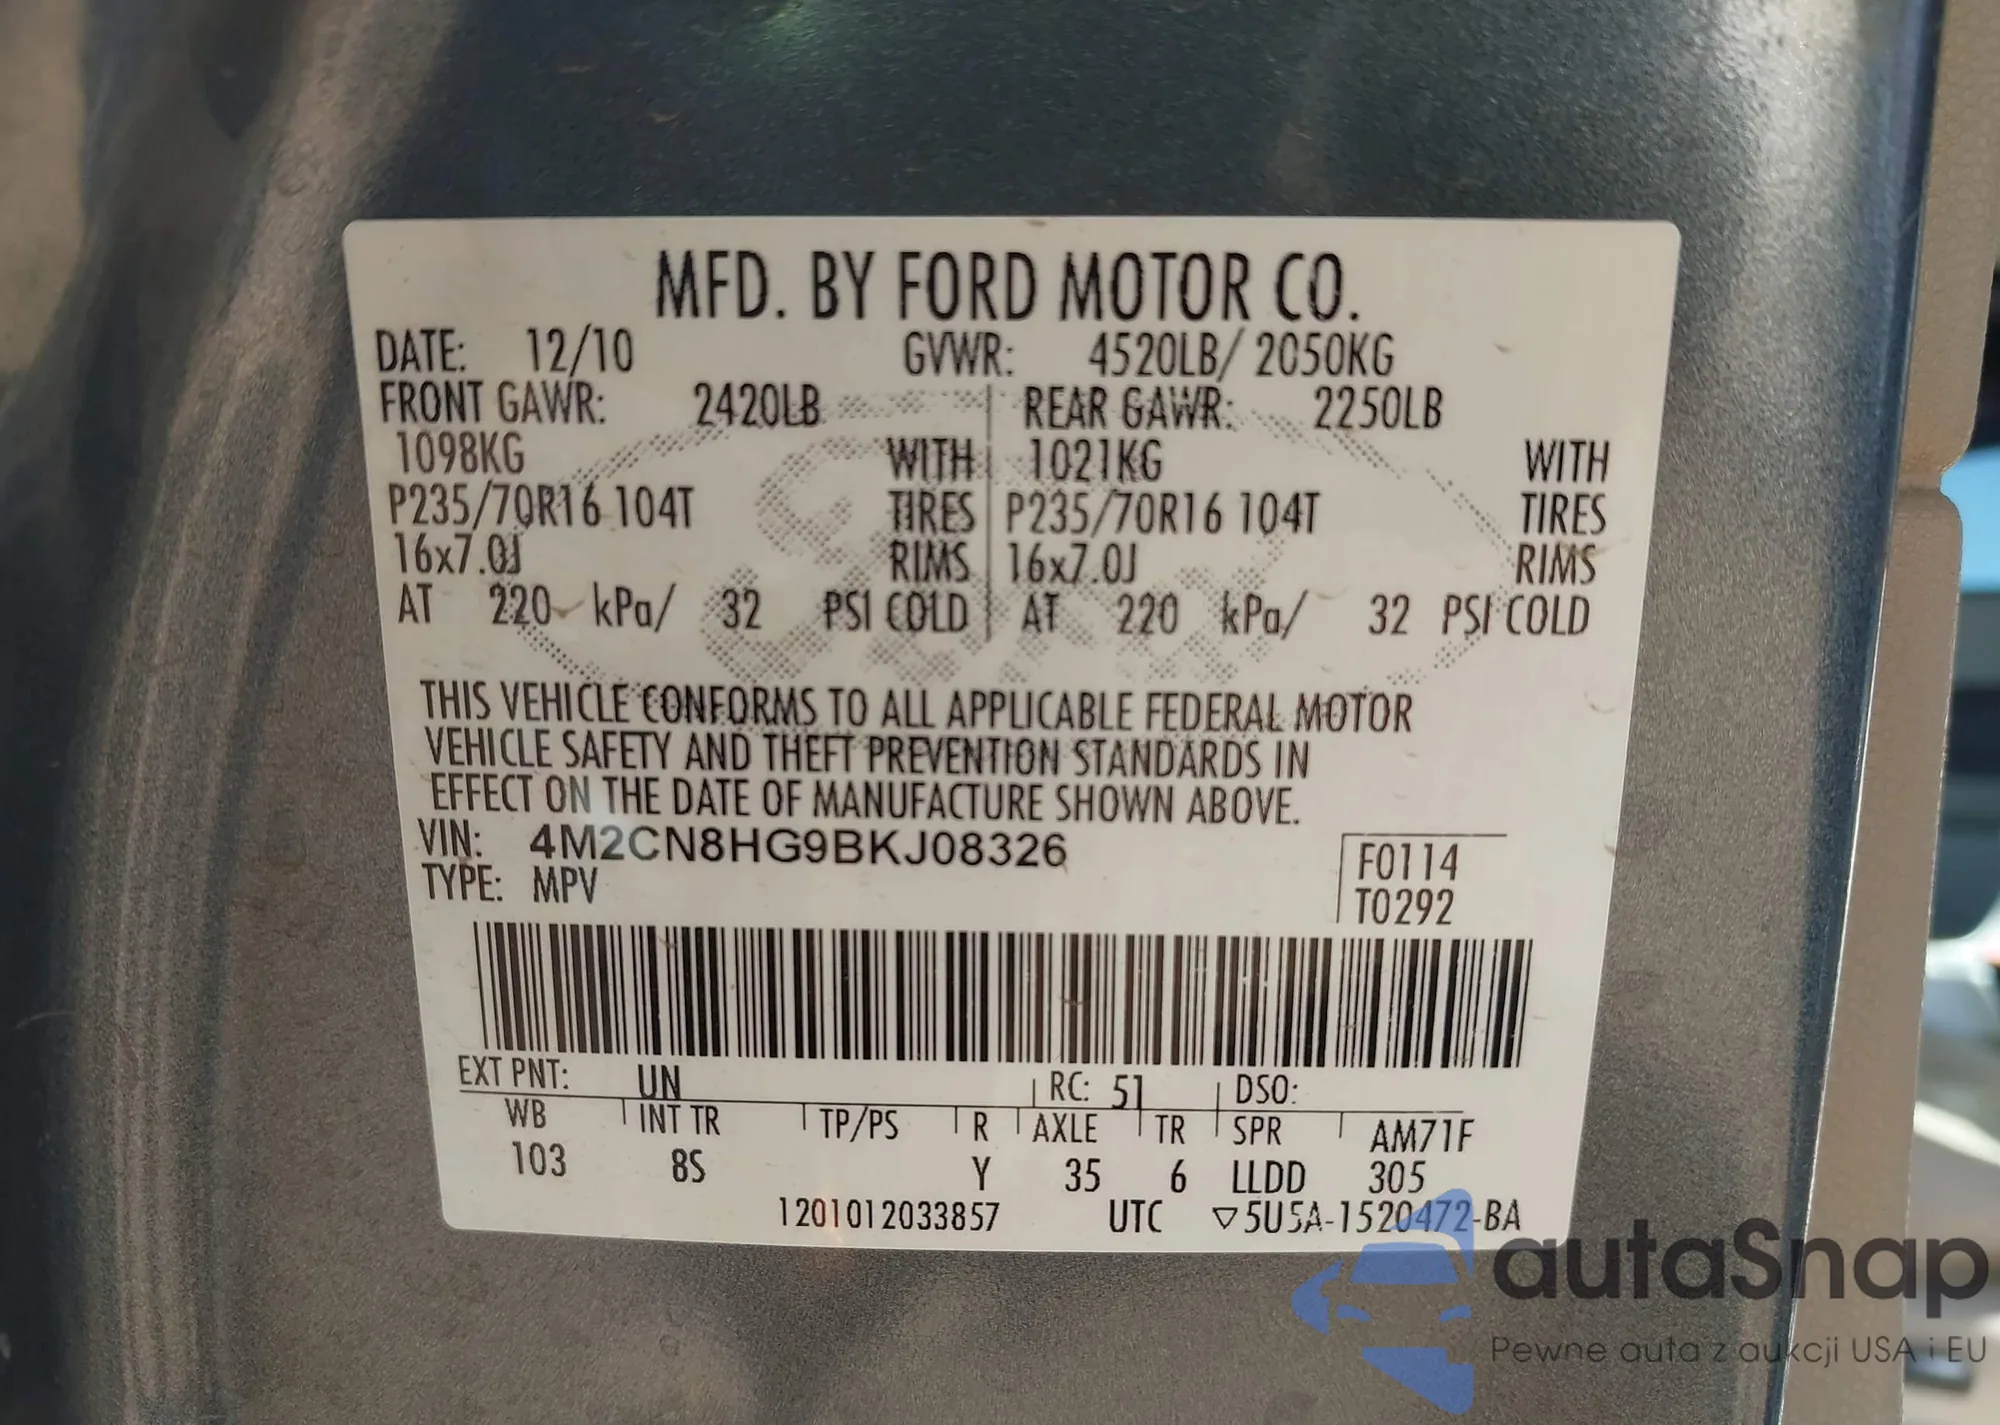 MFD. BY FORD MOTOR CO.
DATE: 12/10 GVWR: 4520LB/ 2050KG
FRONT GAWR: 2420LB REAR GAWR: 2250LB
1098KG WITH 1021KG WITH
P235/70R16 104T TIRES P235/70R16 104T TIRES
16x7.0J RIMS 16x7.0J RIMS
AT 220 kPa/ 32 PSI COLD AT 220 kPa/ 32 PSI COLD
THIS VEHICLE CONFORMS TO ALL APPLICABLE FEDERAL MOTOR
VEHICLE SAFETY AND THEFT PREVENTION STANDARDS IN
EFFECT ON THE DATE OF MANUFACTURE SHOWN ABOVE.
VIN: 4M2CN8HG9BKJ08326 F0114
TYPE: MPV T0292
EXT PNT: UN RC: 51 DSO:
WB INT TR TP/PS R AXLE TR SPR AM71F
103 8S Y 35 6 LLDD 305
1201012033857 UTC ▽5U5A-1520472-BA
autaSnap
Pewne auta z aukcji USA i EU